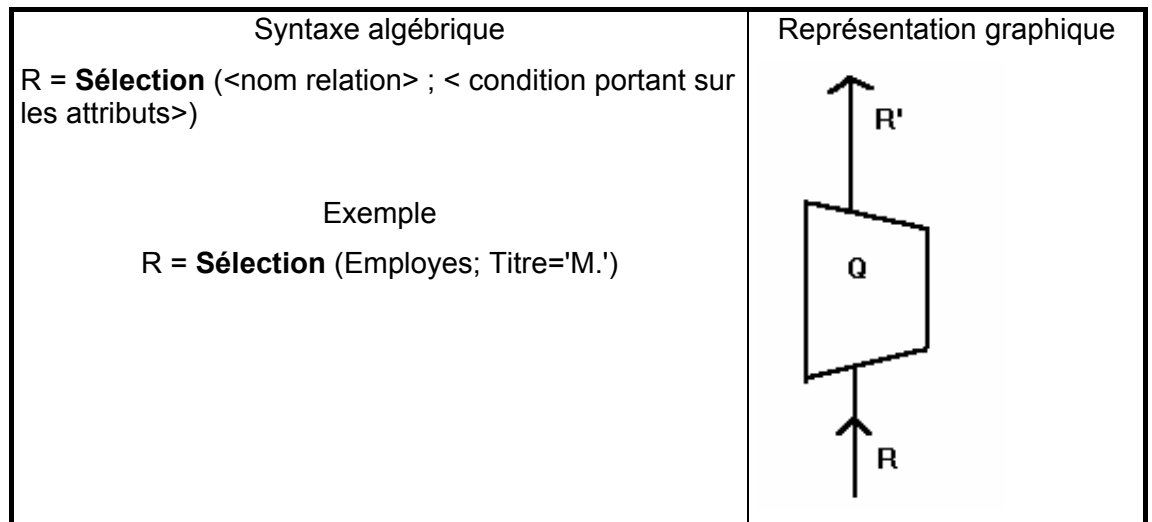 Syntaxe algébrique
R = Sélection (<nom relation> ; < condition portant sur
les attributs>)
Exemple
R = Sélection (Employes; Titre='M.')
Représentation graphique
R'
Q
R